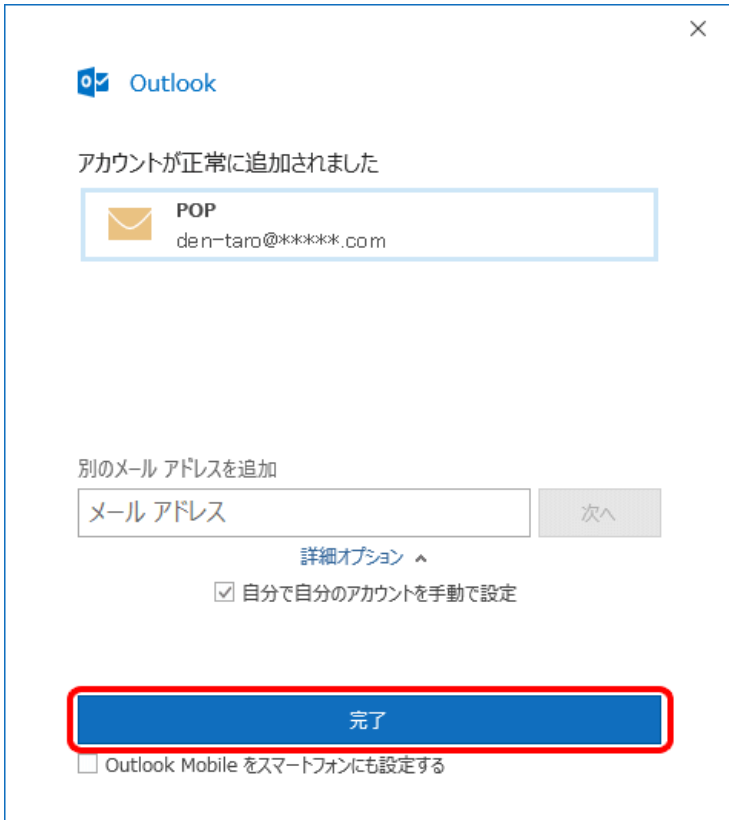 Outlook
アカウントが正常に追加されました
POP
den-taro@*****.com
別のメール アドレスを追加
メール アドレス
次へ
詳細オプション
自分で自分のアカウントを手動で設定
完了
Outlook Mobile をスマートフォンにも設定する